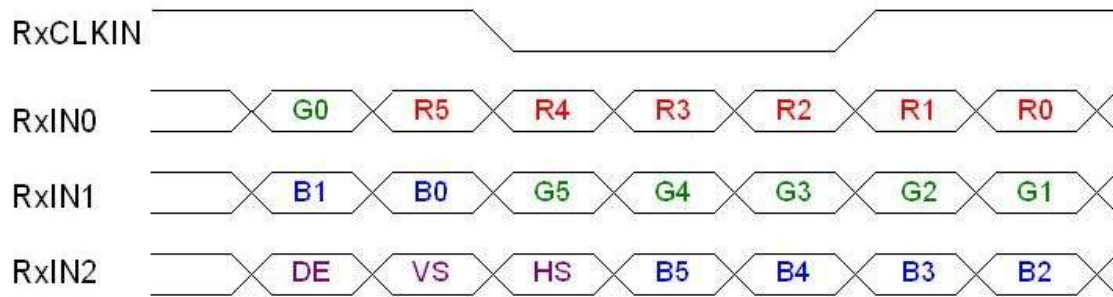 RxCLKIN
RxIN0 G0 R5 R4 R3 R2 R1 R0
RxIN1 B1 B0 G5 G4 G3 G2 G1
RxIN2 DE VS HS B5 B4 B3 B2